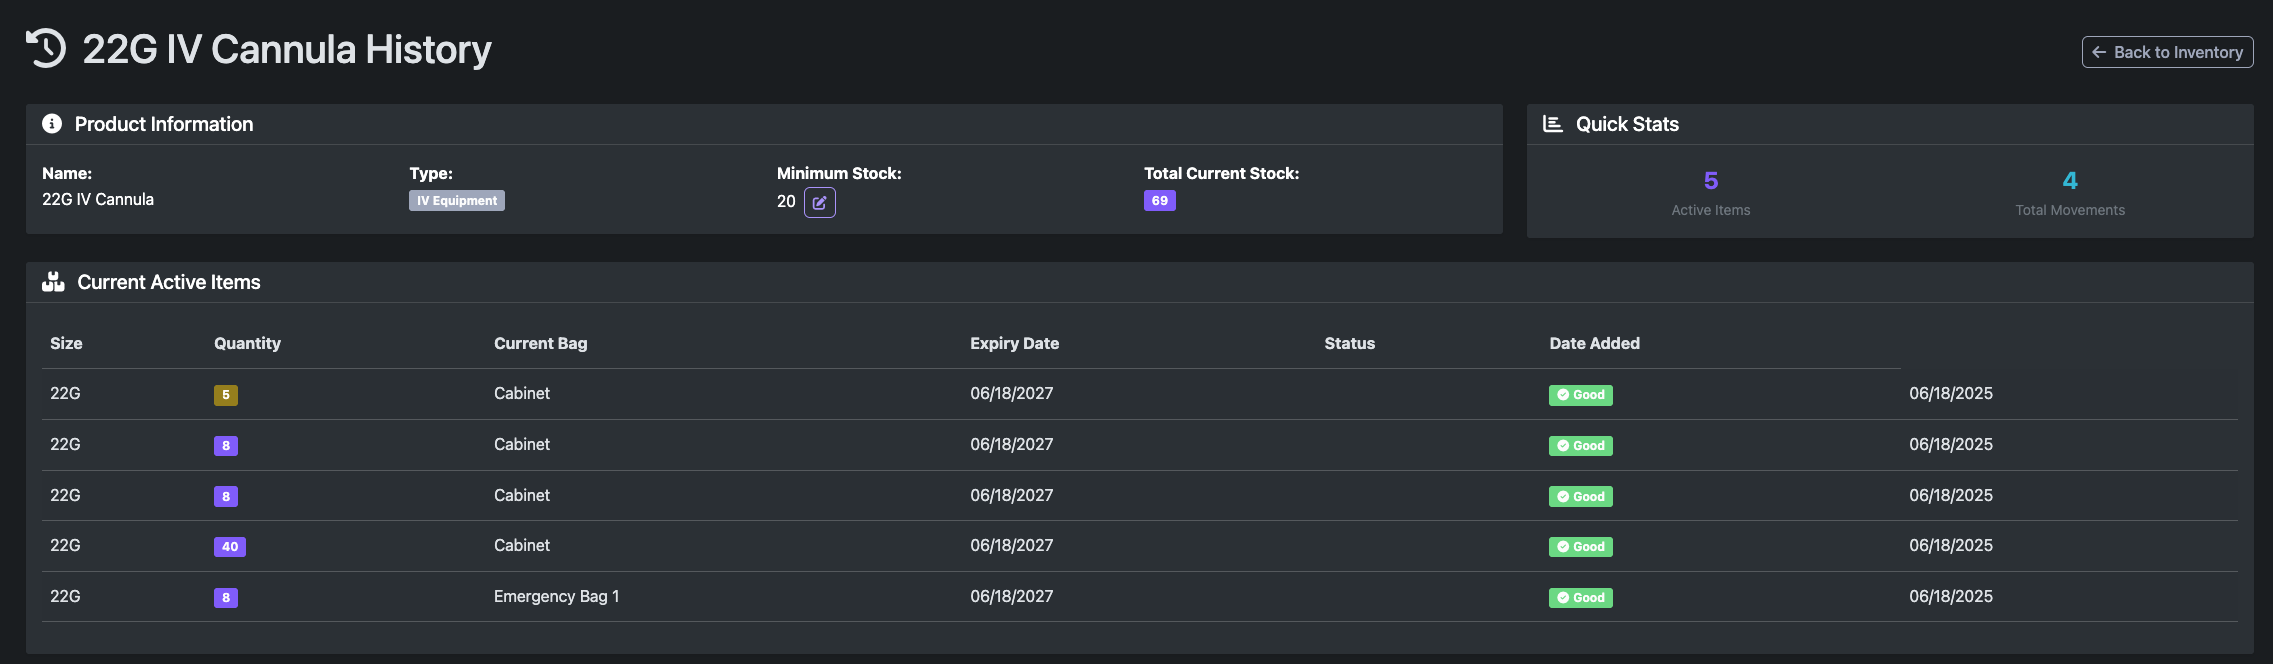 22G IV Cannula History
Back to Inventory
Product Information
Name:
22G IV Cannula
Type:
IV Equipment
Minimum Stock:
20
Total Current Stock:
69
Quick Stats
5
Active Items
4
Total Movements
Current Active Items
Size Quantity Current Bag Expiry Date Status Date Added
22G 5 Cabinet 06/18/2027 Good 06/18/2025
22G 8 Cabinet 06/18/2027 Good 06/18/2025
22G 8 Cabinet 06/18/2027 Good 06/18/2025
22G 40 Cabinet 06/18/2027 Good 06/18/2025
22G 8 Emergency Bag 1 06/18/2027 Good 06/18/2025